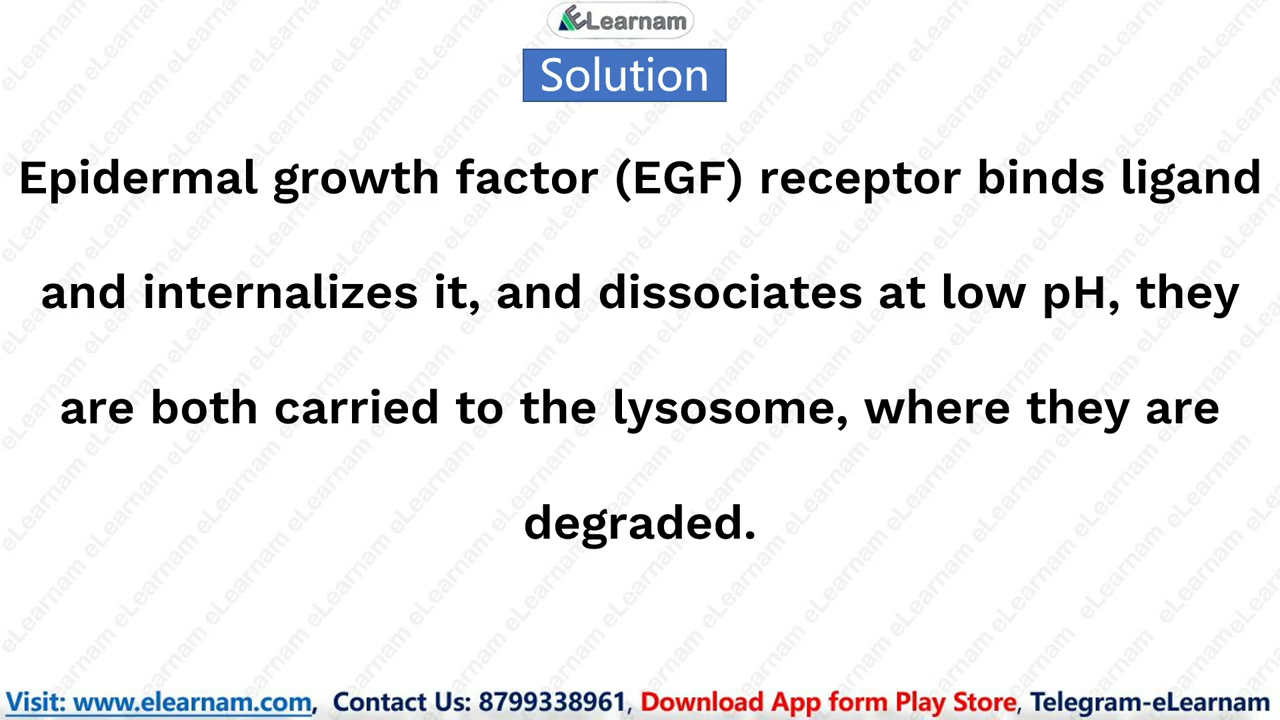 eLearnam
Solution
Epidermal growth factor (EGF) receptor binds ligand
and internalizes it, and dissociates at low pH, they
are both carried to the lysosome, where they are
degraded.
Visit: www.elearnam.com, Contact Us: 8799338961, Download App form Play Store, Telegram-eLearnam